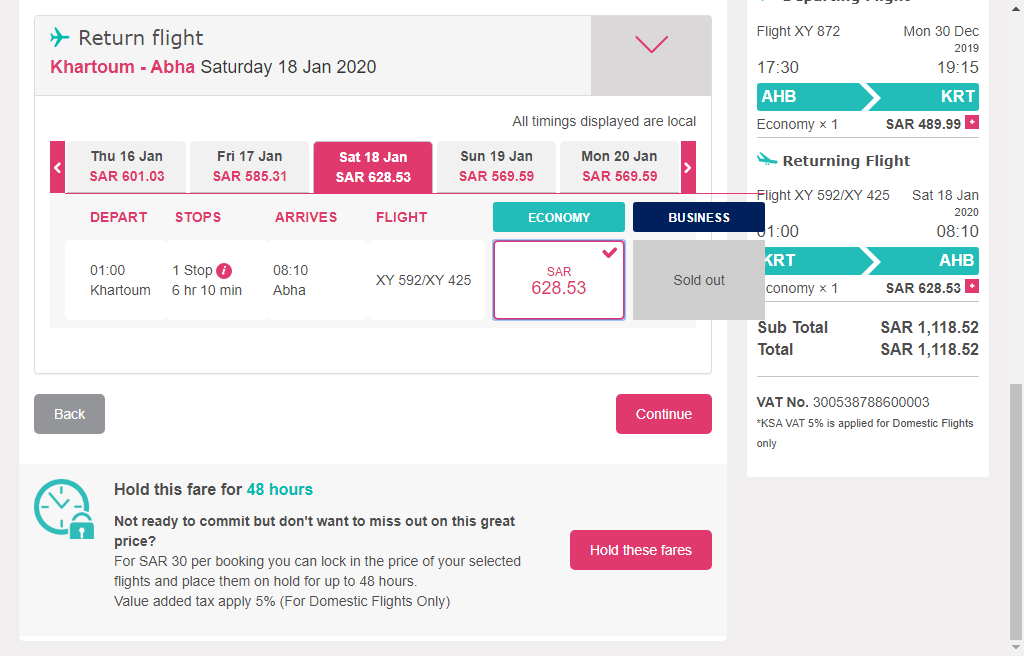 Return flight
Khartoum - Abha Saturday 18 Jan 2020
All timings displayed are local
Thu 16 Jan
SAR 601.03
Fri 17 Jan
SAR 585.31
Sat 18 Jan
SAR 628.53
Sun 19 Jan
SAR 569.59
Mon 20 Jan
SAR 569.59
DEPART STOPS ARRIVES FLIGHT ECONOMY BUSINESS
01:00
Khartoum
1 Stop i
6 hr 10 min
08:10
Abha
XY 592/XY 425
SAR
628.53
Sold out
Back
Continue
Hold this fare for 48 hours
Not ready to commit but don't want to miss out on this great
price?
For SAR 30 per booking you can lock in the price of your selected
flights and place them on hold for up to 48 hours.
Value added tax apply 5% (For Domestic Flights Only)
Hold these fares
Flight XY 872 Mon 30 Dec
2019
17:30 19:15
AHB KRT
Economy × 1 SAR 489.99 +
Returning Flight
Flight XY 592/XY 425 Sat 18 Jan
2020
01:00 08:10
KRT AHB
conomy × 1 SAR 628.53 +
Sub Total SAR 1,118.52
Total SAR 1,118.52
VAT No. 300538788600003
*KSA VAT 5% is applied for Domestic Flights
only